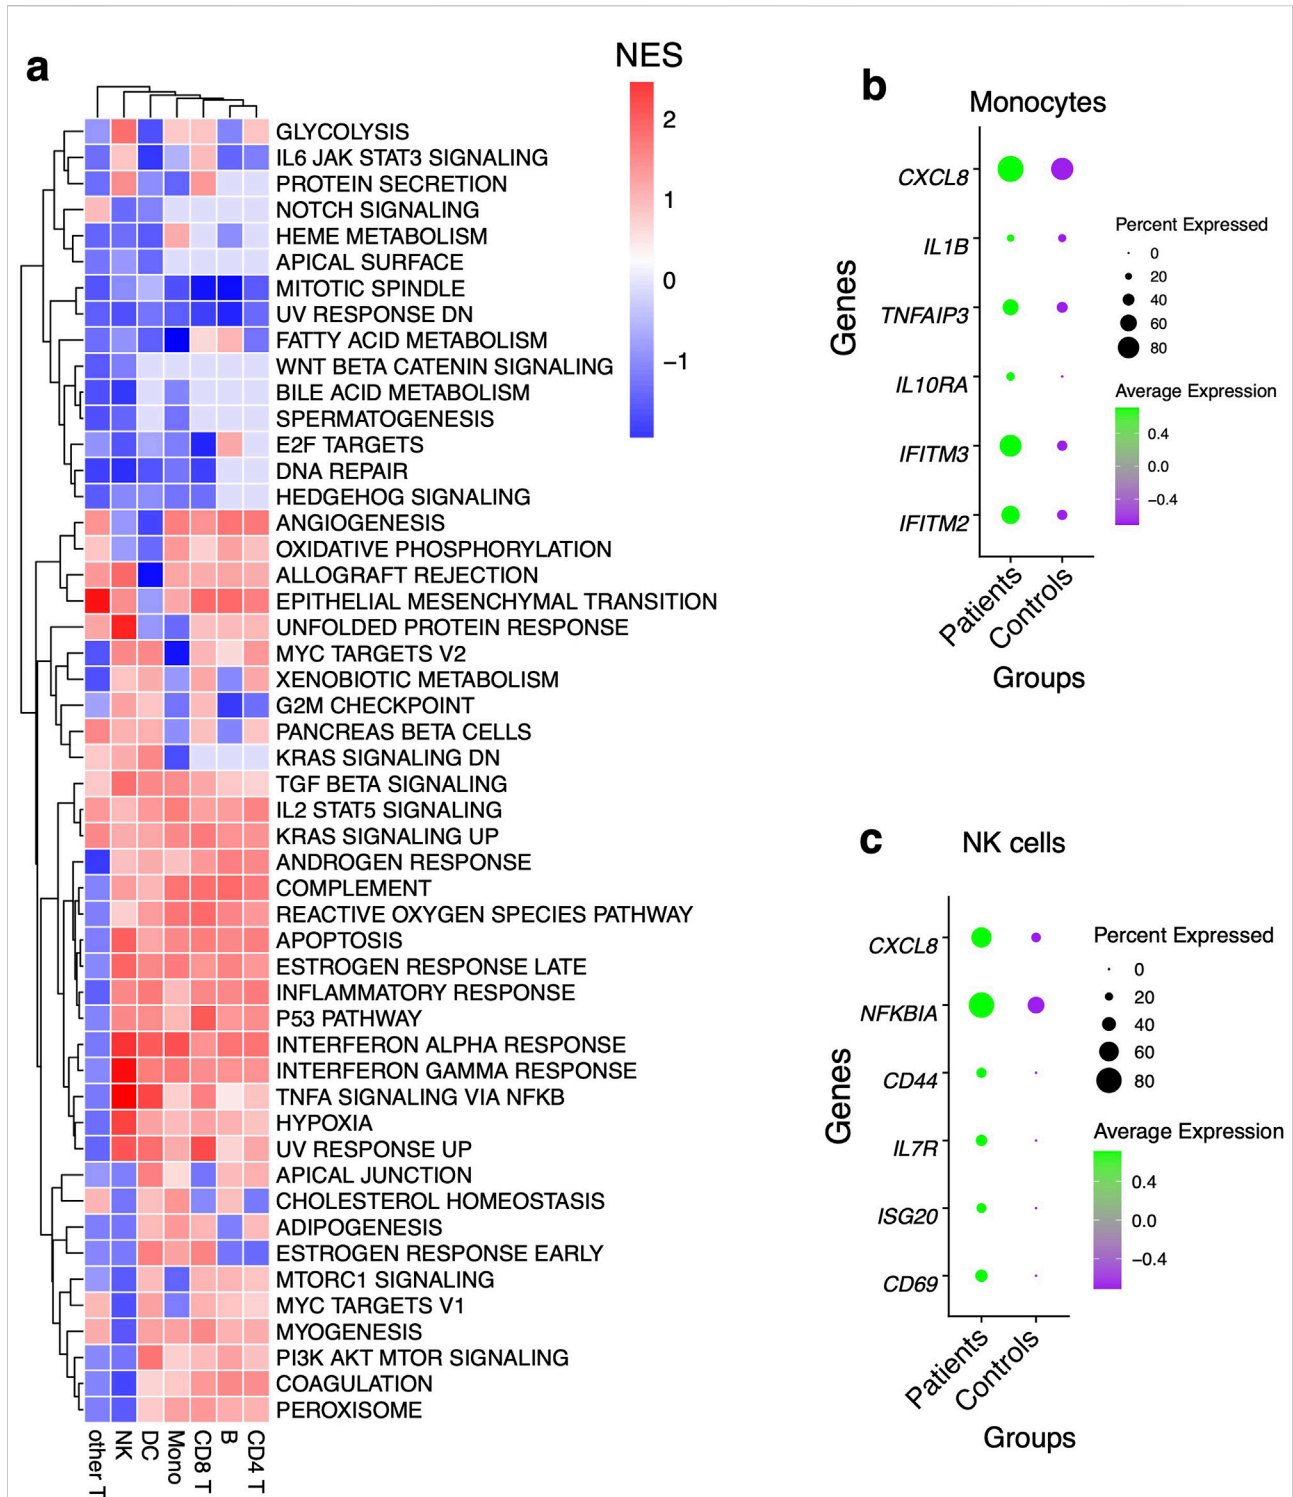 a
NES
2
1
0
−1
GLYCOLYSIS
IL6 JAK STAT3 SIGNALING
PROTEIN SECRETION
NOTCH SIGNALING
HEME METABOLISM
APICAL SURFACE
MITOTIC SPINDLE
UV RESPONSE DN
FATTY ACID METABOLISM
WNT BETA CATENIN SIGNALING
BILE ACID METABOLISM
SPERMATOGENESIS
E2F TARGETS
DNA REPAIR
HEDGEHOG SIGNALING
ANGIOGENESIS
OXIDATIVE PHOSPHORYLATION
ALLOGRAFT REJECTION
EPITHELIAL MESENCHYMAL TRANSITION
UNFOLDED PROTEIN RESPONSE
MYC TARGETS V2
XENOBIOTIC METABOLISM
G2M CHECKPOINT
PANCREAS BETA CELLS
KRAS SIGNALING DN
TGF BETA SIGNALING
IL2 STAT5 SIGNALING
KRAS SIGNALING UP
ANDROGEN RESPONSE
COMPLEMENT
REACTIVE OXYGEN SPECIES PATHWAY
APOPTOSIS
ESTROGEN RESPONSE LATE
INFLAMMATORY RESPONSE
P53 PATHWAY
INTERFERON ALPHA RESPONSE
INTERFERON GAMMA RESPONSE
TNFA SIGNALING VIA NFKB
HYPOXIA
UV RESPONSE UP
APICAL JUNCTION
CHOLESTEROL HOMEOSTASIS
ADIPOGENESIS
ESTROGEN RESPONSE EARLY
MTORC1 SIGNALING
MYC TARGETS V1
MYOGENESIS
PI3K AKT MTOR SIGNALING
COAGULATION
PEROXISOME
other T
NK
DC
Mono
CD8 T
B
CD4 T
b
Monocytes
Genes
CXCL8
IL1B
TNFAIP3
IL10RA
IFITM3
IFITM2
Patients
Controls
Groups
Percent Expressed
0
20
40
60
80
Average Expression
0.4
0.0
−0.4
c
NK cells
Genes
CXCL8
NFKBIA
CD44
IL7R
ISG20
CD69
Patients
Controls
Groups
Percent Expressed
0
20
40
60
80
Average Expression
0.4
0.0
−0.4